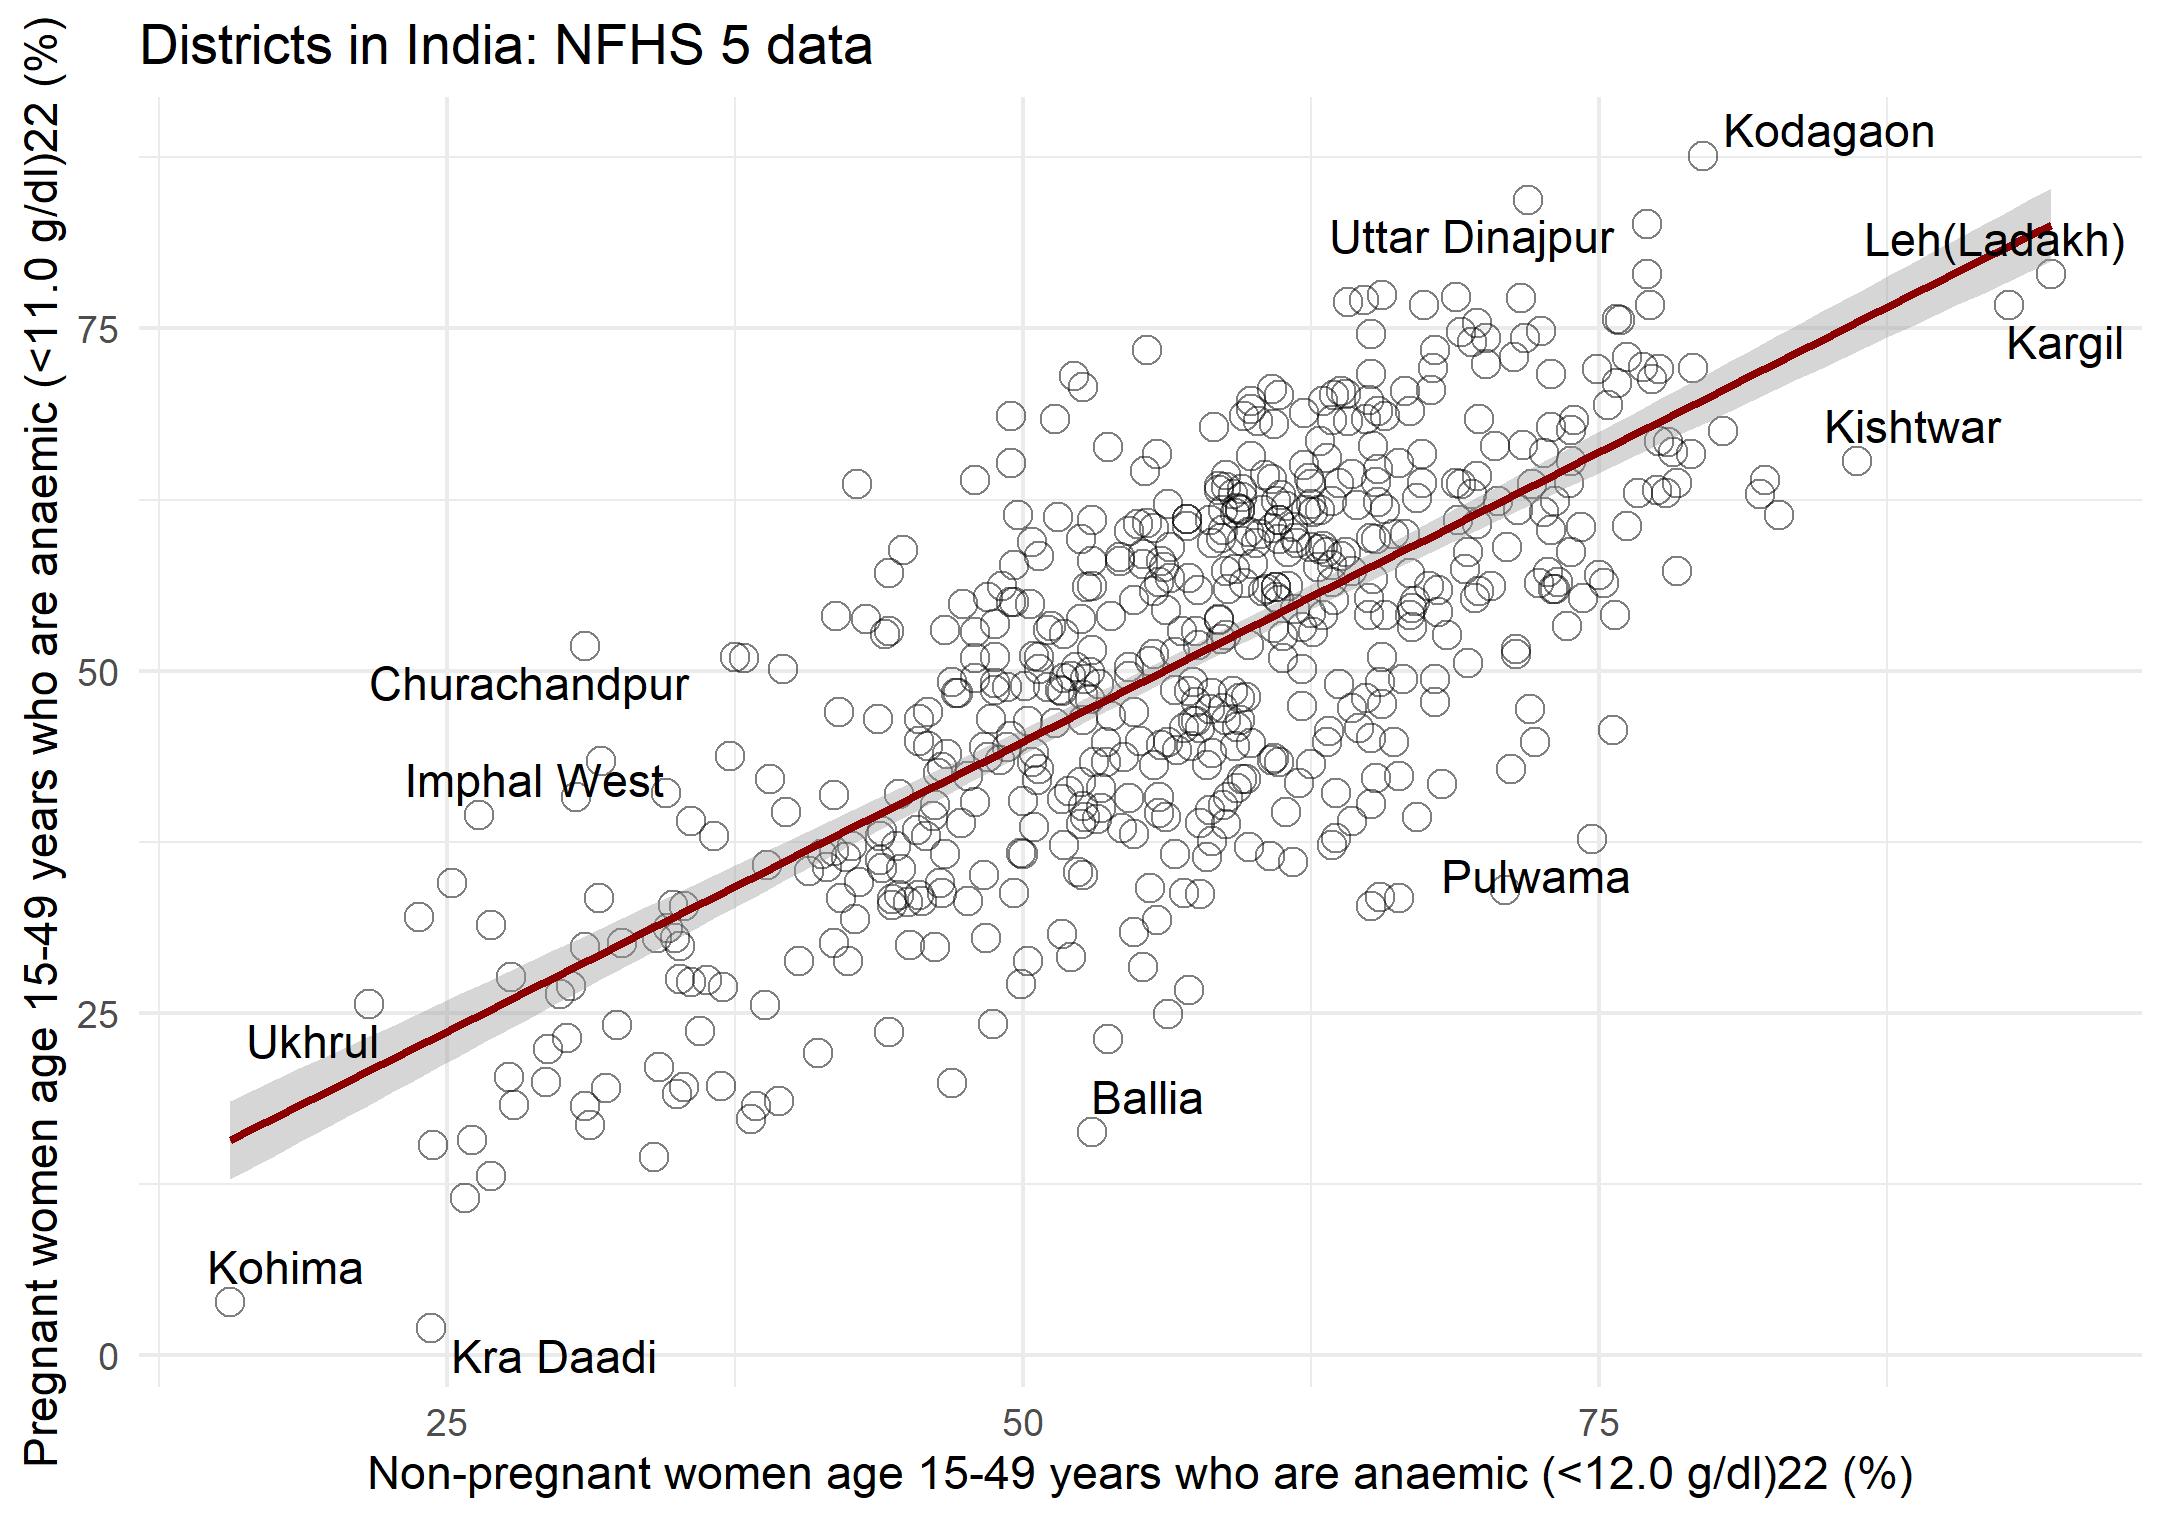 Districts in India: NFHS 5 data
Pregnant women age 15-49 years who are anaemic (<11.0 g/dl)22 (%)
Kodagaon
Uttar Dinajpur
Leh(Ladakh)
75
Kargil
Kishtwar
50
Churachandpur
Imphal West
Pulwama
25
Ukhrul
Ballia
Kohima
0
Kra Daadi
25
50
75
Non-pregnant women age 15-49 years who are anaemic (<12.0 g/dl)22 (%)